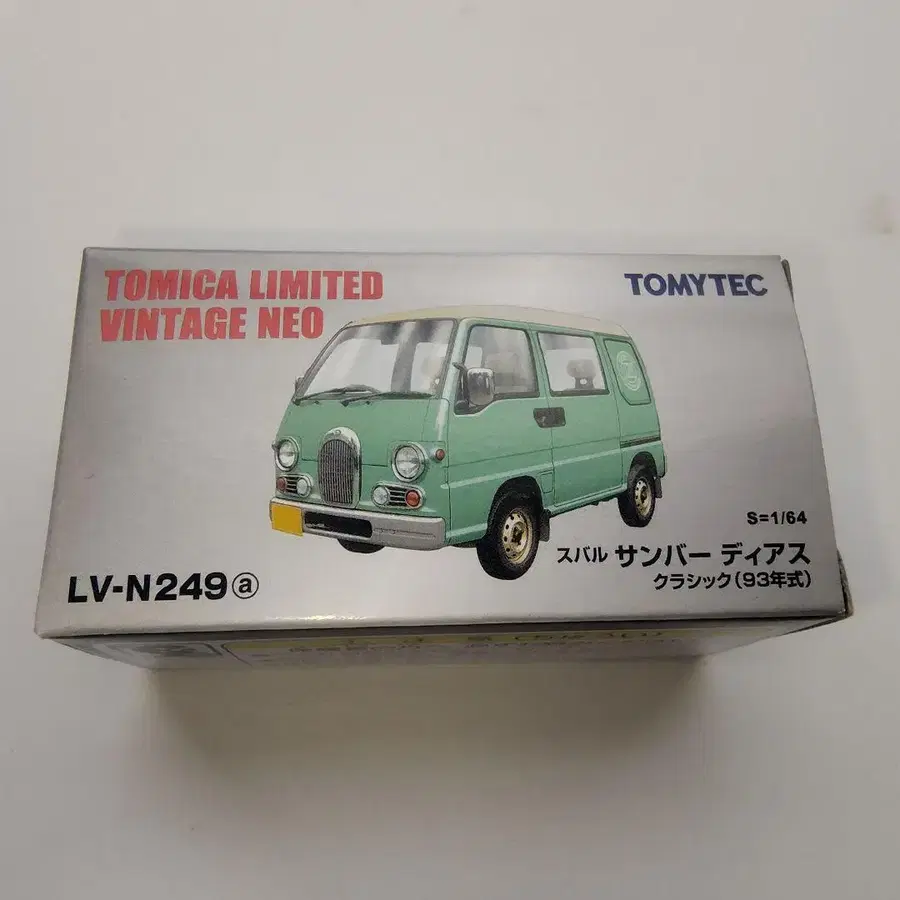 TOMICA LIMITED
VINTAGE NEO
TOMYTEC
S=1/64
スバル サンバー ディアス
クラシック(93年式)
LV-N249ⓐ